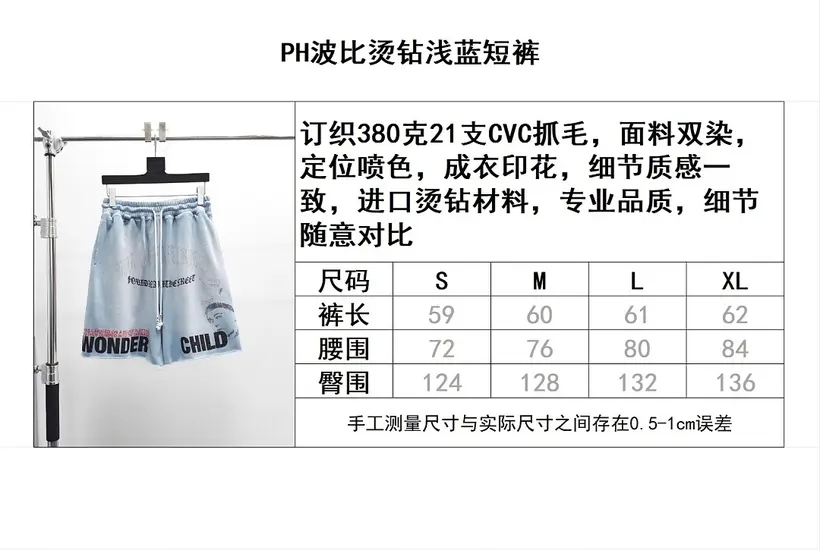 PH波比烫钻浅蓝短裤
订织380克21支CVC抓毛，面料双染，
定位喷色，成衣印花，细节质感一
致，进口烫钻材料，专业品质，细节
随意对比
尺码 S M L XL
裤长 59 60 61 62
腰围 72 76 80 84
臀围 124 128 132 136
手工测量尺寸与实际尺寸之间存在0.5-1cm误差
WONDER CHILD